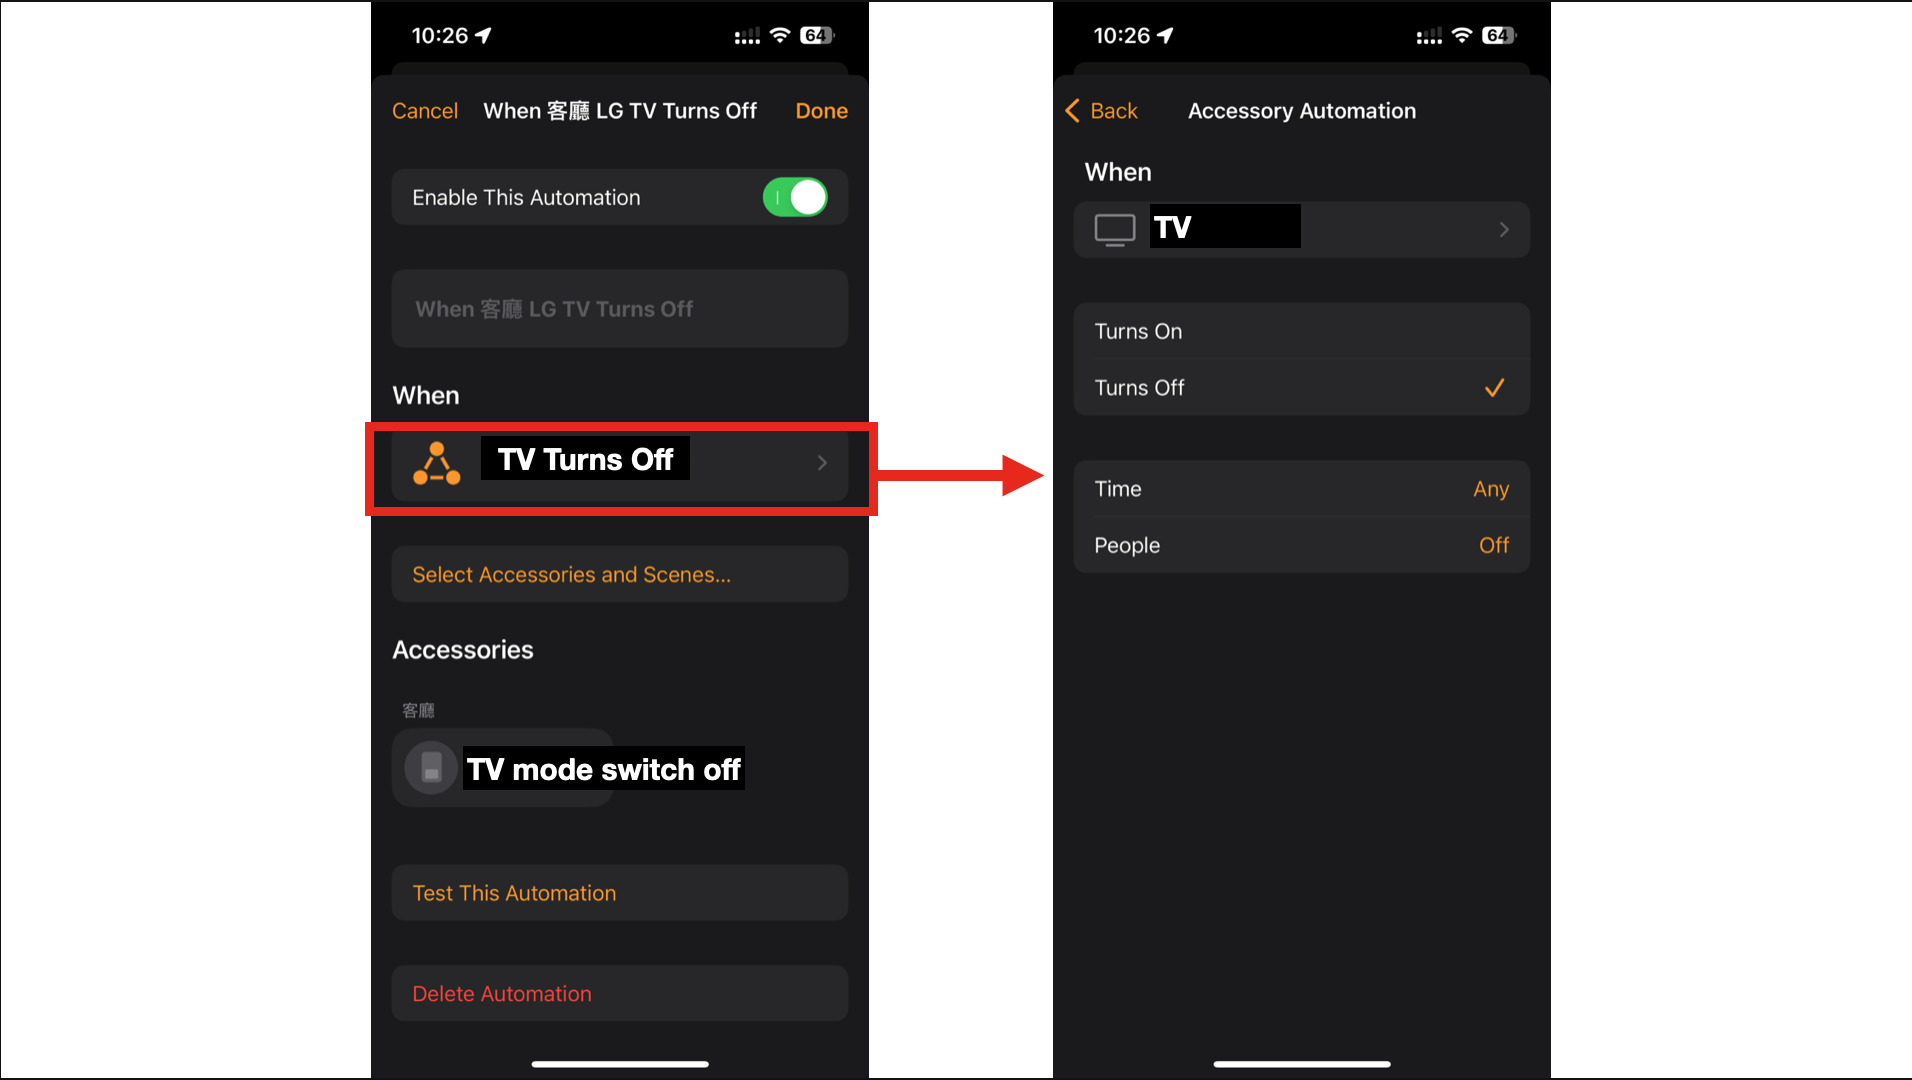 10:26
64
Cancel
When 客廳 LG TV Turns Off
Done
Enable This Automation
When 客廳 LG TV Turns Off
When
TV Turns Off
Select Accessories and Scenes...
Accessories
客廳
TV mode switch off
Test This Automation
Delete Automation
10:26
64
Back
Accessory Automation
When
TV
Turns On
Turns Off
Time
Any
People
Off